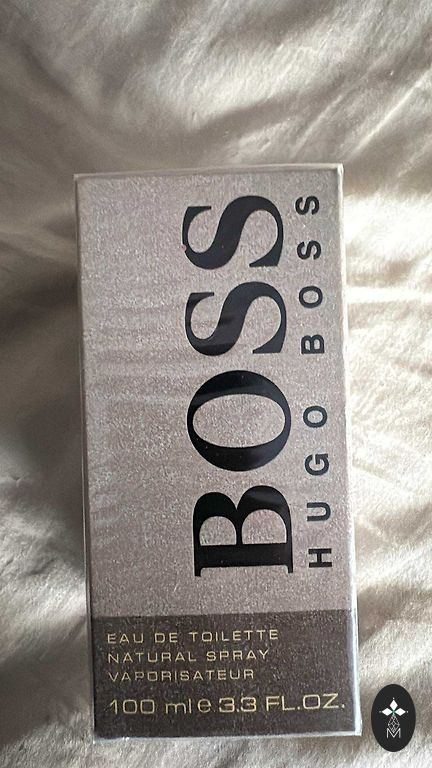 BOSS
HUGO BOSS
EAU DE TOILETTE
NATURAL SPRAY
VAPORISATEUR
100 ml e 3.3 FL.OZ.